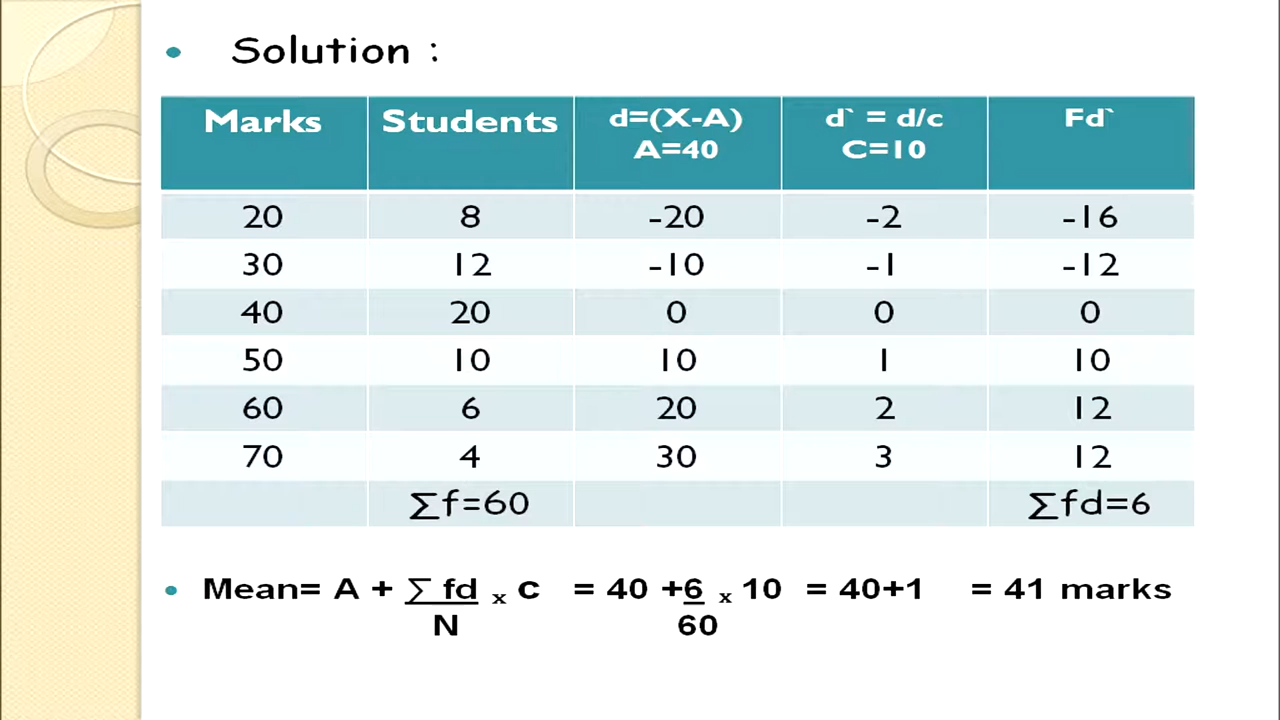 Solution :
Marks Students d=(X-A) A=40 d` = d/c C=10 Fd`
20 8 -20 -2 -16
30 12 -10 -1 -12
40 20 0 0 0
50 10 10 1 10
60 6 20 2 12
70 4 30 3 12
∑f=60 ∑fd=6
Mean= A + ∑ fd x c = 40 +6 x 10 = 40+1 = 41 marks
N 60